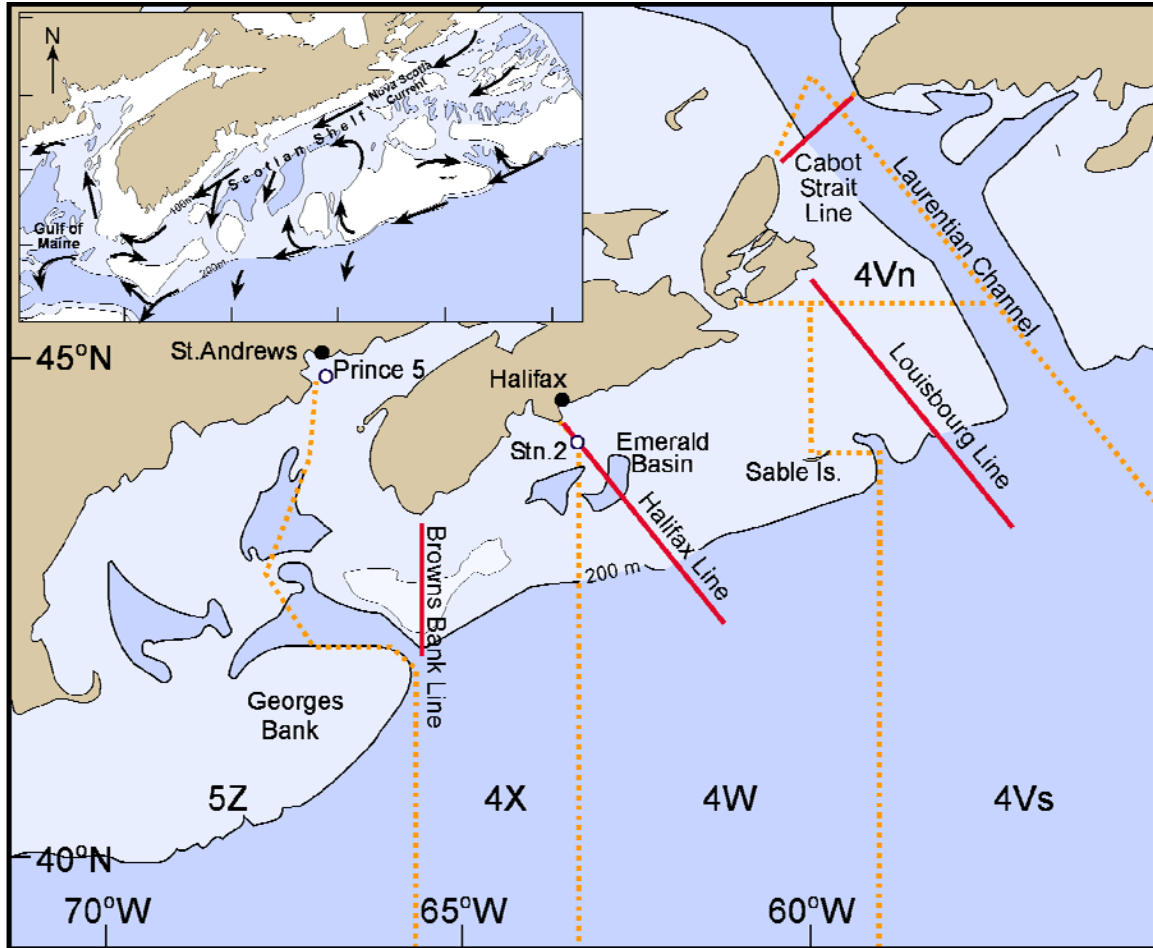 N
Nova Scotia
Current
Scotian Shelf
100m
Gulf of
Maine
200m
Cabot
Strait
Line
Laurentian Channel
4Vn
45°N
St.Andrews
Prince 5
Halifax
Stn.2
Emerald
Basin
Sable Is.
Louisbourg Line
Halifax Line
Browns Bank Line
200 m
Georges
Bank
5Z
4X
4W
4Vs
40°N
70°W
65°W
60°W